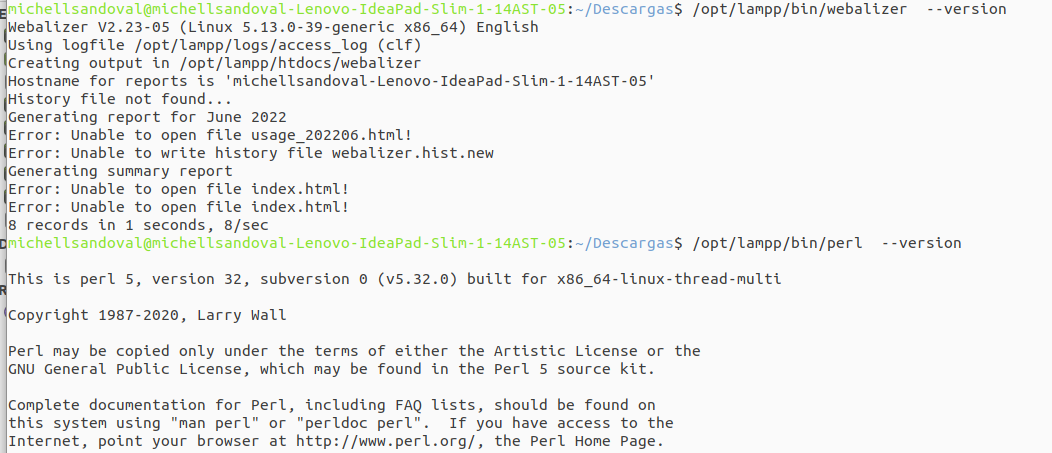 michellsandoval@michellsandoval-Lenovo-IdeaPad-Slim-1-14AST-05:~/Descargas$ /opt/lampp/bin/webalizer  --version
Webalizer V2.23-05 (Linux 5.13.0-39-generic x86_64) English
Using logfile /opt/lampp/logs/access_log (clf)
Creating output in /opt/lampp/htdocs/webalizer
Hostname for reports is 'michellsandoval-Lenovo-IdeaPad-Slim-1-14AST-05'
History file not found...
Generating report for June 2022
Error: Unable to open file usage_202206.html!
Error: Unable to write history file webalizer.hist.new
Generating summary report
Error: Unable to open file index.html!
Error: Unable to open file index.html!
8 records in 1 seconds, 8/sec
michellsandoval@michellsandoval-Lenovo-IdeaPad-Slim-1-14AST-05:~/Descargas$ /opt/lampp/bin/perl  --version
This is perl 5, version 32, subversion 0 (v5.32.0) built for x86_64-linux-thread-multi
Copyright 1987-2020, Larry Wall
Perl may be copied only under the terms of either the Artistic License or the
GNU General Public License, which may be found in the Perl 5 source kit.
Complete documentation for Perl, including FAQ lists, should be found on
this system using "man perl" or "perldoc perl".  If you have access to the
Internet, point your browser at http://www.perl.org/, the Perl Home Page.